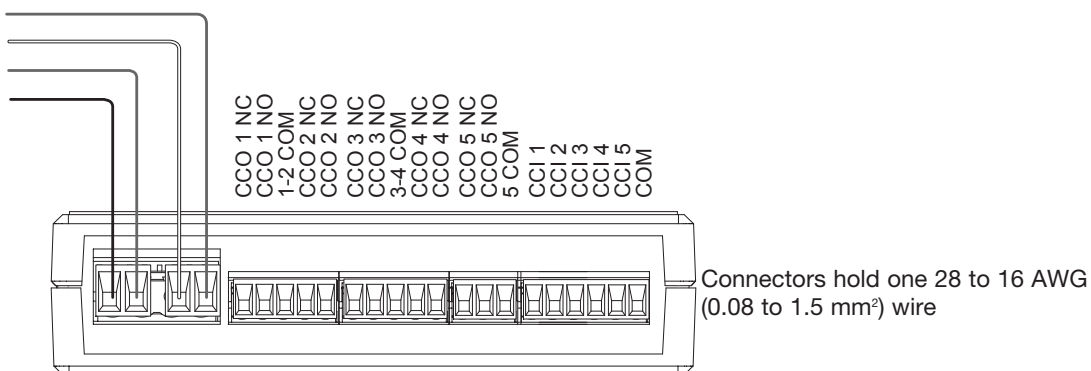 CCO 1 NC
CCO 1 NO
1-2 COM
CCO 2 NC
CCO 2 NO
CCO 3 NC
CCO 3 NO
3-4 COM
CCO 4 NC
CCO 4 NO
CCO 5 NC
CCO 5 NO
5 COM
CCI 1
CCI 2
CCI 3
CCI 4
CCI 5
COM
Connectors hold one 28 to 16 AWG
(0.08 to 1.5 mm²) wire